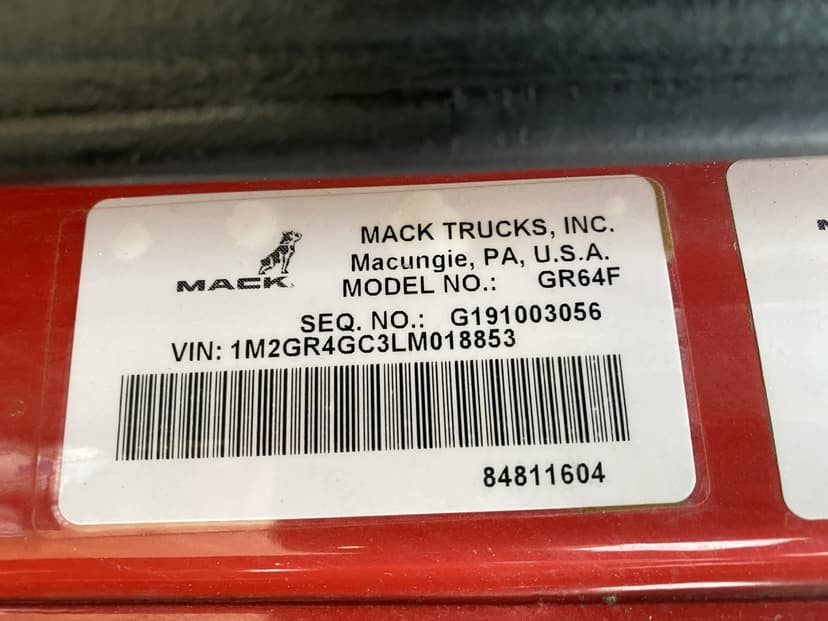 MACK TRUCKS, INC.
Macungie, PA, U.S.A.
MACK
MODEL NO.: GR64F
SEQ. NO.: G191003056
VIN: 1M2GR4GC3LM018853
84811604